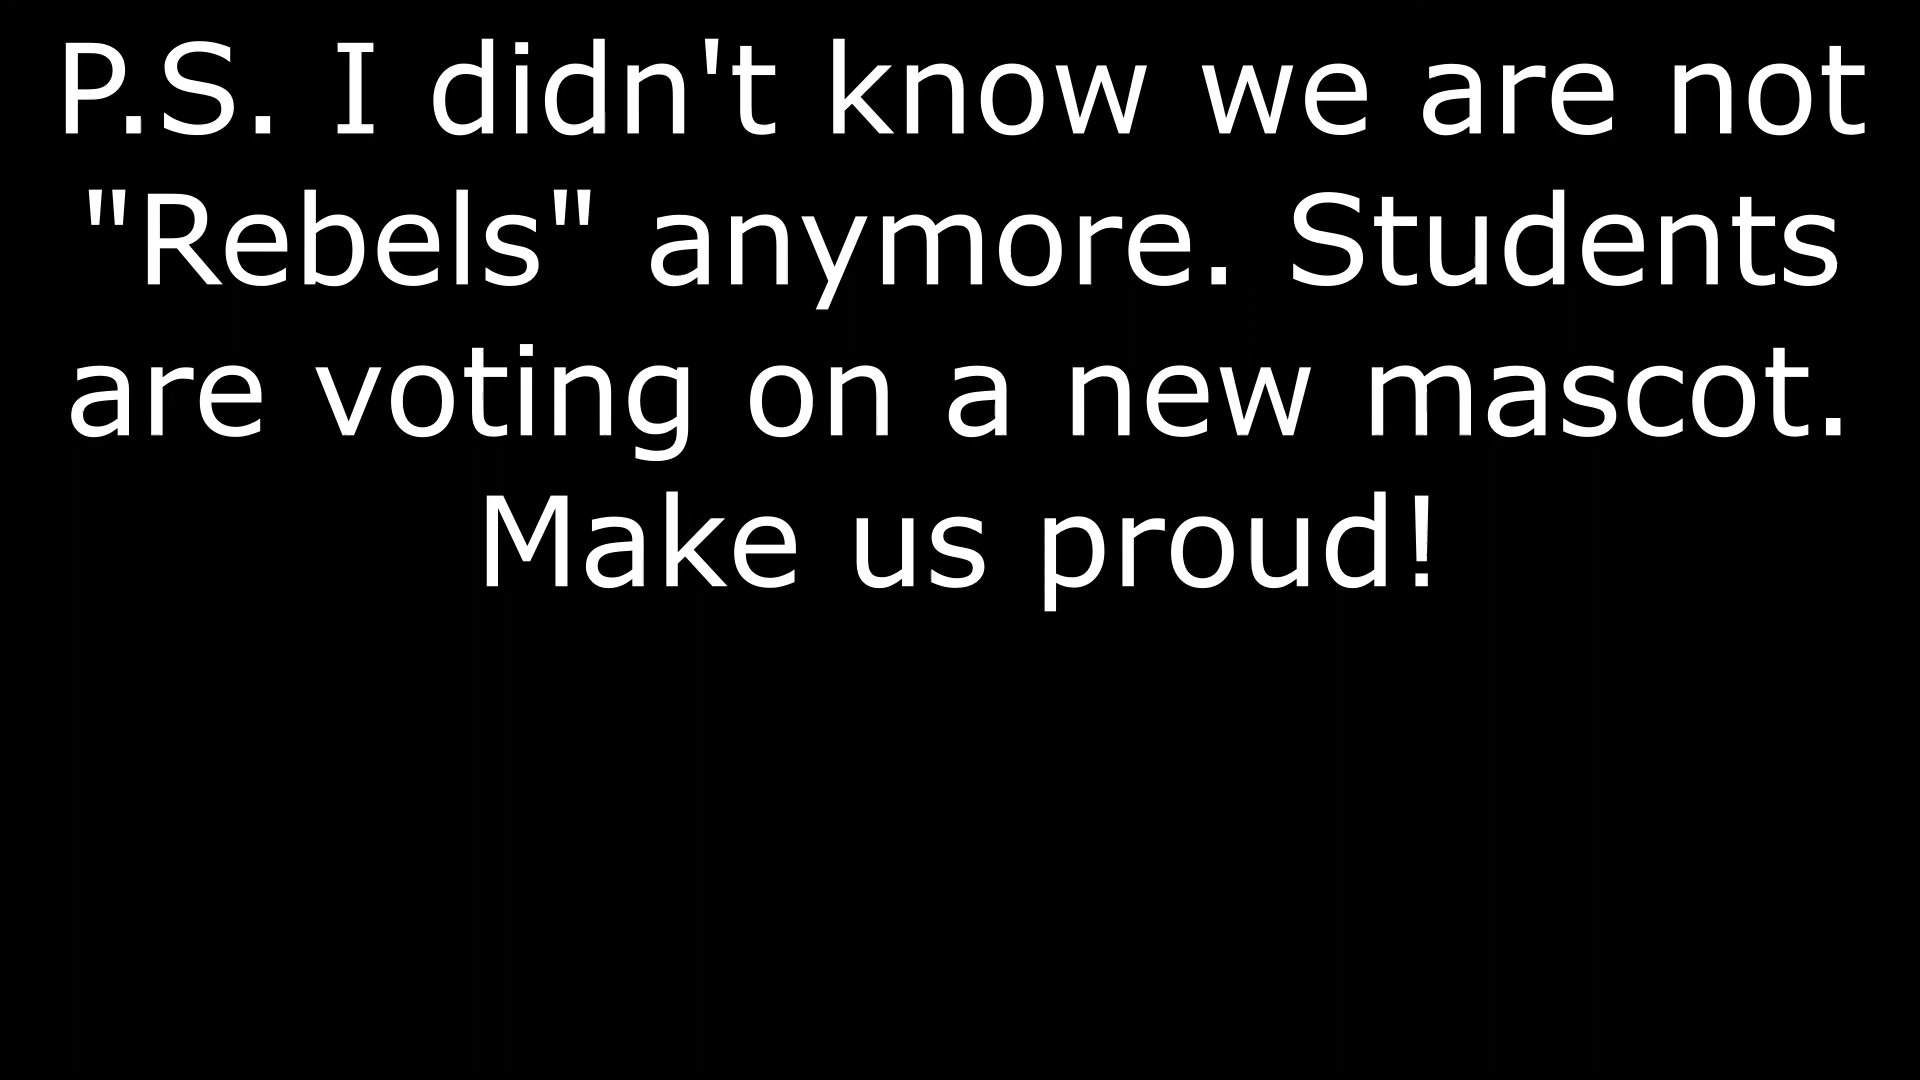 P.S. I didn't know we are not
"Rebels" anymore. Students
are voting on a new mascot.
Make us proud!